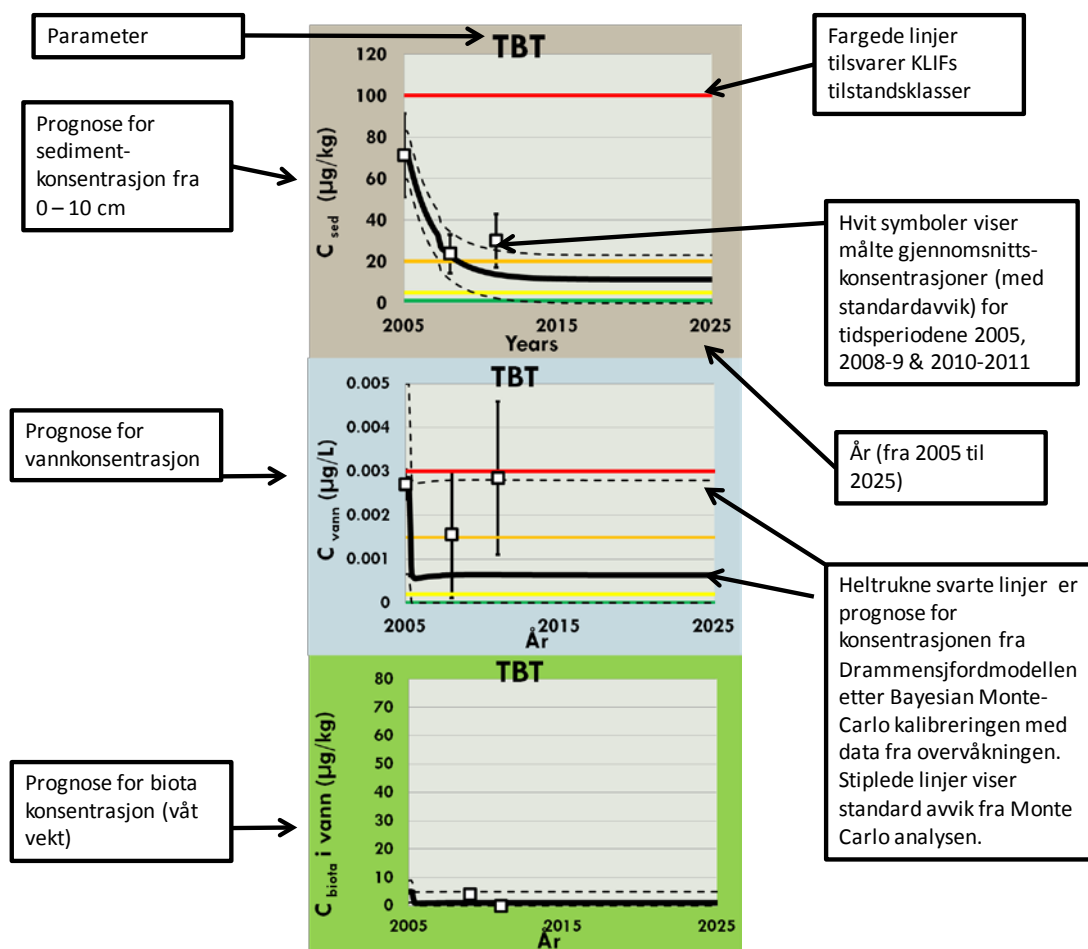 Parameter
Prognose for
sediment-
konsentrasjon fra
0 – 10 cm
Prognose for
vannkonsentrasjon
Prognose for biota
konsentrasjon (våt
vekt)
TBT
C sed (µg/kg)
120
100
80
60
40
20
0
2005
2015
2025
Years
TBT
C vann (µg/L)
0.005
0.004
0.003
0.002
0.001
0
2005
2015
2025
År
TBT
C biota i vann (µg/kg)
80
70
60
50
40
30
20
10
0
2005
2015
2025
År
Fargede linjer
tilsvarer KLIFs
tilstandsklasser
Hvit symboler viser
målte gjennomsnitts-
konsentrasjoner (med
standardavvik) for
tidsperiodene 2005,
2008-9 & 2010-2011
År (fra 2005 til
2025)
Heltrukne svarte linjer er
prognose for
konsentrasjonen fra
Drammensjfordmodellen
etter Bayesian Monte-
Carlo kalibreringen med
data fra overvåkningen.
Stiplede linjer viser
standard avvik fra Monte
Carlo analysen.